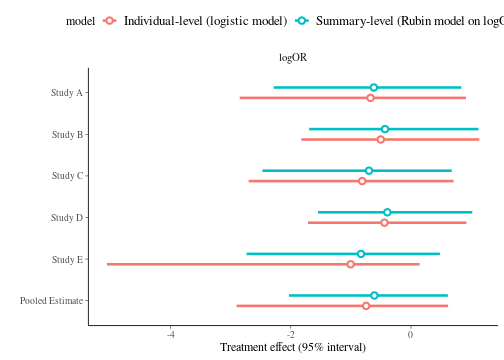 model Individual-level (logistic model) Summary-level (Rubin model on logO
logOR
Study A
Study B
Study C
Study D
Study E
Pooled Estimate
-4 -2 0
Treatment effect (95% interval)